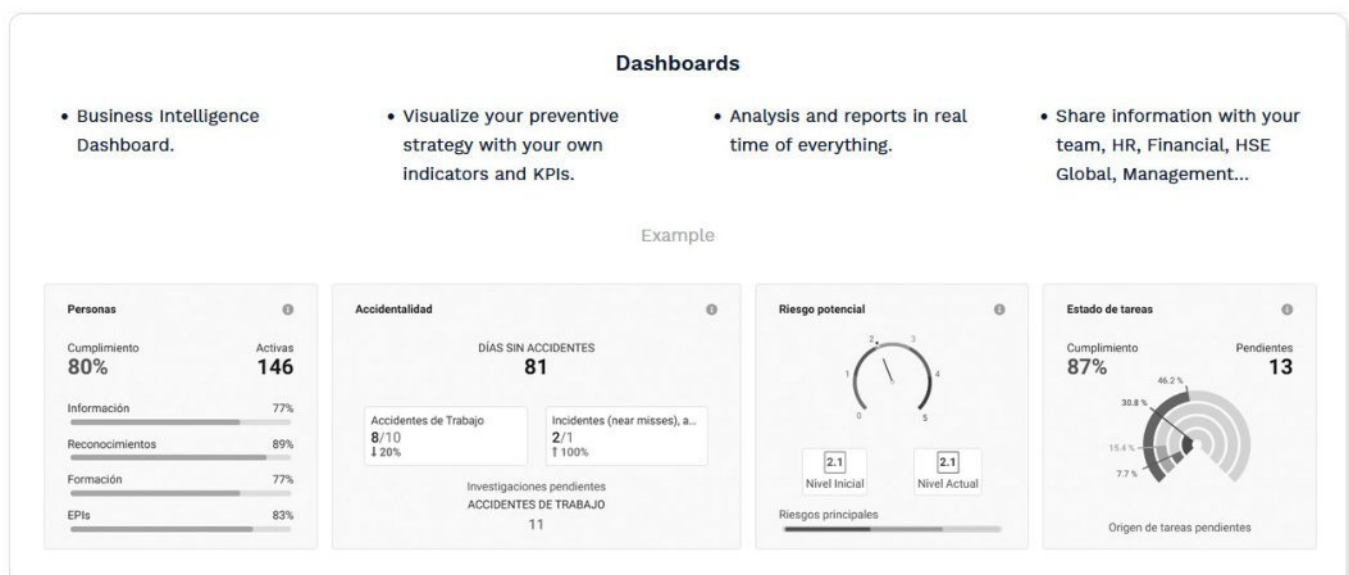 Dashboards
• Business Intelligence
Dashboard.
• Visualize your preventive
strategy with your own
indicators and KPIs.
• Analysis and reports in real
time of everything.
• Share information with your
team, HR, Financial, HSE
Global, Management...
Example
Personas
Cumplimiento
80%
Activas
146
Información 77%
Reconocimientos 89%
Formación 77%
EPIs 83%
Accidentalidad
DÍAS SIN ACCIDENTES
81
Accidentes de Trabajo
8/10
⭣ 20%
Incidentes (near misses), a...
2/1
⭡ 100%
Investigaciones pendientes
ACCIDENTES DE TRABAJO
11
Riesgo potencial
0
1
2
3
4
5
2.1
Nivel Inicial
2.1
Nivel Actual
Riesgos principales
Estado de tareas
Cumplimiento
87%
Pendientes
13
46.2 %
30.8 %
15.4 %
7.7 %
Origen de tareas pendientes